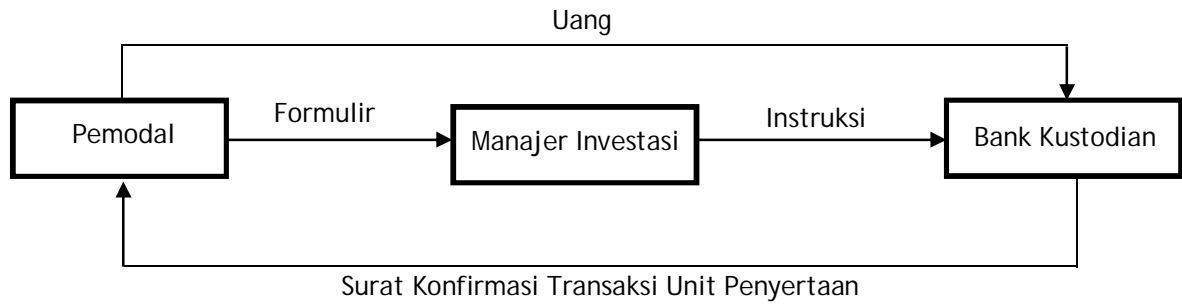 Uang
Pemodal
Formulir
Manajer Investasi
Instruksi
Bank Kustodian
Surat Konfirmasi Transaksi Unit Penyertaan